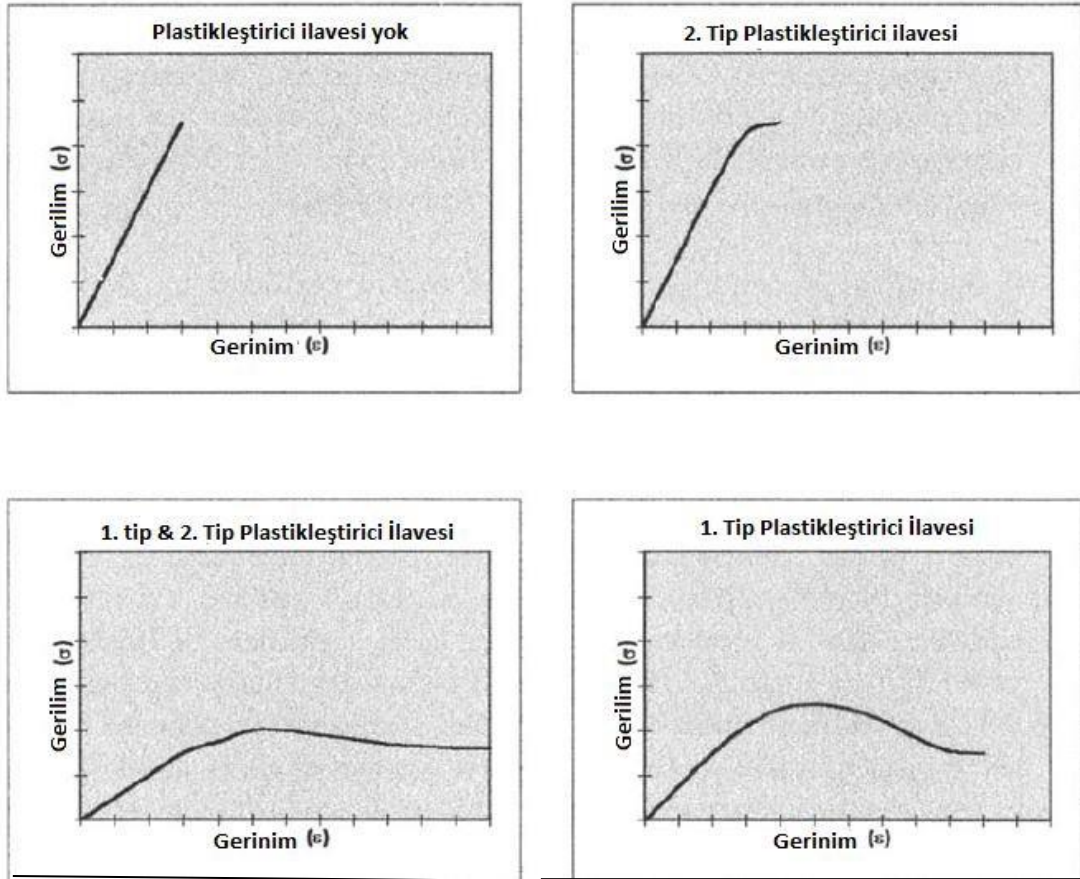 Plastikleştirici ilavesi yok
Gerilim (σ)
Gerinim (ε)
2. Tip Plastikleştirici ilavesi
Gerilim (σ)
Gerinim (ε)
1. tip & 2. Tip Plastikleştirici İlavesi
Gerilim (σ)
Gerinim (ε)
1. Tip Plastikleştirici İlavesi
Gerilim (σ)
Gerinim (ε)